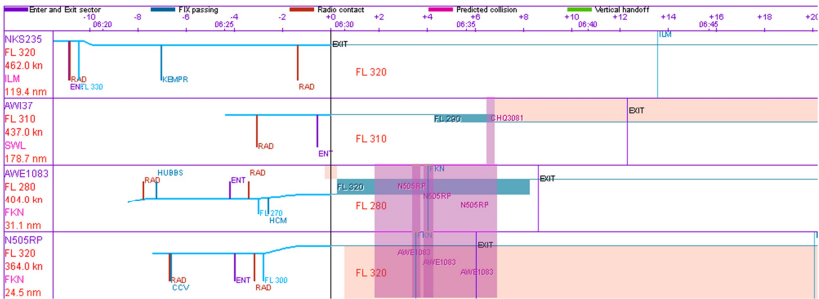 Enter and Exit sector FIX passing Radio contact Predicted collision Vertical handoff
-10 -8 -6 -4 -2 +2 +4 +6 +8 +10 +12 +14 +16 +18 +20
06:20 06:25 06:30 06:35 06:40 06:45
NKS235
FL 320
462.0 kn
ILM
119.4 nm
RAD
ENT
FL 330
KEMPR
RAD
EXIT
FL 320
ILM
AWI37
FL 310
437.0 kn
SWL
178.7 nm
RAD
ENT
FL 290
CHQ3081
FL 310
EXIT
AWE1083
FL 280
404.0 kn
FKN
31.1 nm
HUBBS
RAD
ENT
RAD
FL 270
HCM
FL 320
FL 280
FKN
N505RP
N505RP
N505RP
EXIT
N505RP
FL 320
364.0 kn
FKN
24.5 nm
RAD
CCV
ENT
RAD
FL 300
FL 320
FKN
AWE1083
AWE1083
AWE1083
EXIT